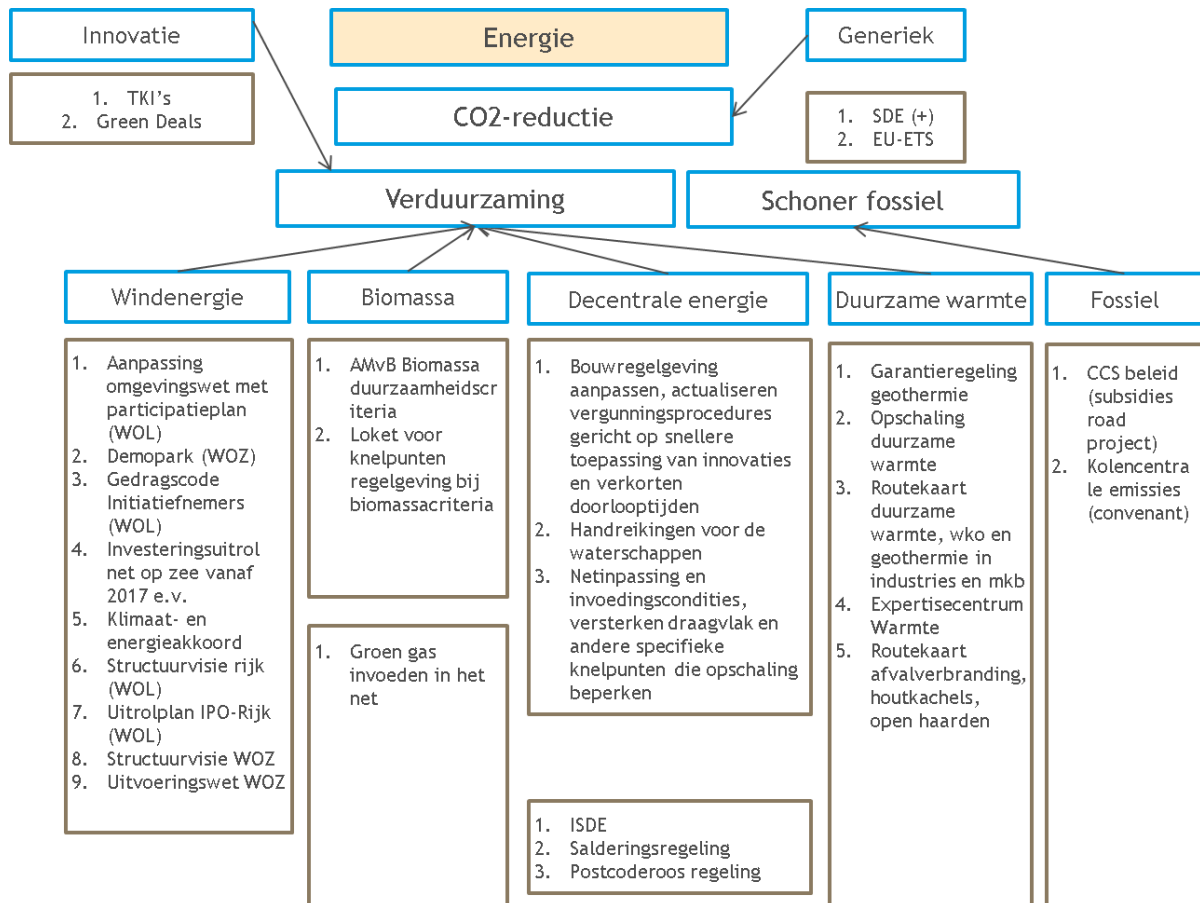 Innovatie
Energie
Generiek
1. TKI's
2. Green Deals
CO2-reductie
1. SDE (+)
2. EU-ETS
Verduurzaming
Schoner fossiel
Windenergie
Biomassa
Decentrale energie
Duurzame warmte
Fossiel
1. Aanpassing
omgevingswet met
participatieplan
(WOL)
2. Demopark (WOZ)
3. Gedragscode
Initiatiefnemers
(WOL)
4. Investeringsuitrol
net op zee vanaf
2017 e.v.
5. Klimaat- en
energieakkoord
6. Structuurvisie rijk
(WOL)
7. Uitrolplan IPO-Rijk
(WOL)
8. Structuurvisie WOZ
9. Uitvoeringswet WOZ
1. AMvB Biomassa
duurzaamheidscr
iteria
2. Loket voor
knelpunten
regelgeving bij
biomassacriteria
1. Groen gas
invoeden in het
net
1. Bouwregelgeving
aanpassen, actualiseren
vergunningsprocedures
gericht op snellere
toepassing van innovaties
en verkorten
doorlooptijden
2. Handreikingen voor de
waterschappen
3. Netinpassing en
invoedingscondities,
versterken draagvlak en
andere specifieke
knelpunten die opschaling
beperken
1. ISDE
2. Salderingsregeling
3. Postcoderoos regeling
1. Garantieregeling
geothermie
2. Opschaling
duurzame
warmte
3. Routekaart
duurzame
warmte, wko en
geothermie in
industries en mkb
4. Expertisecentrum
Warmte
5. Routekaart
afvalverbranding,
houtkachels,
open haarden
1. CCS beleid
(subsidies
road
project)
2. Kolencentra
le emissies
(convenant)